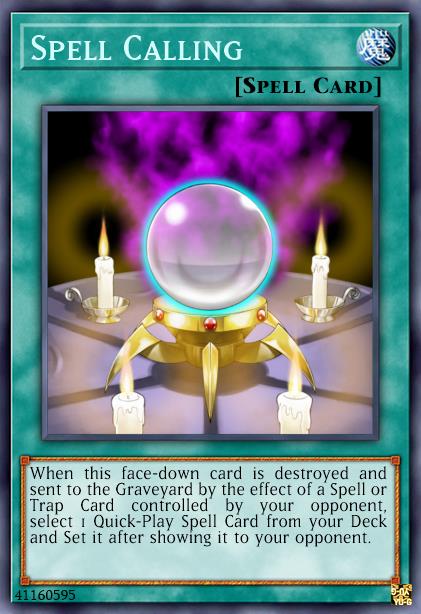 Spell Calling
魔
[Spell Card]
When this face-down card is destroyed and
sent to the Graveyard by the effect of a Spell or
Trap Card controlled by your opponent,
select 1 Quick-Play Spell Card from your Deck
and Set it after showing it to your opponent.
41160595